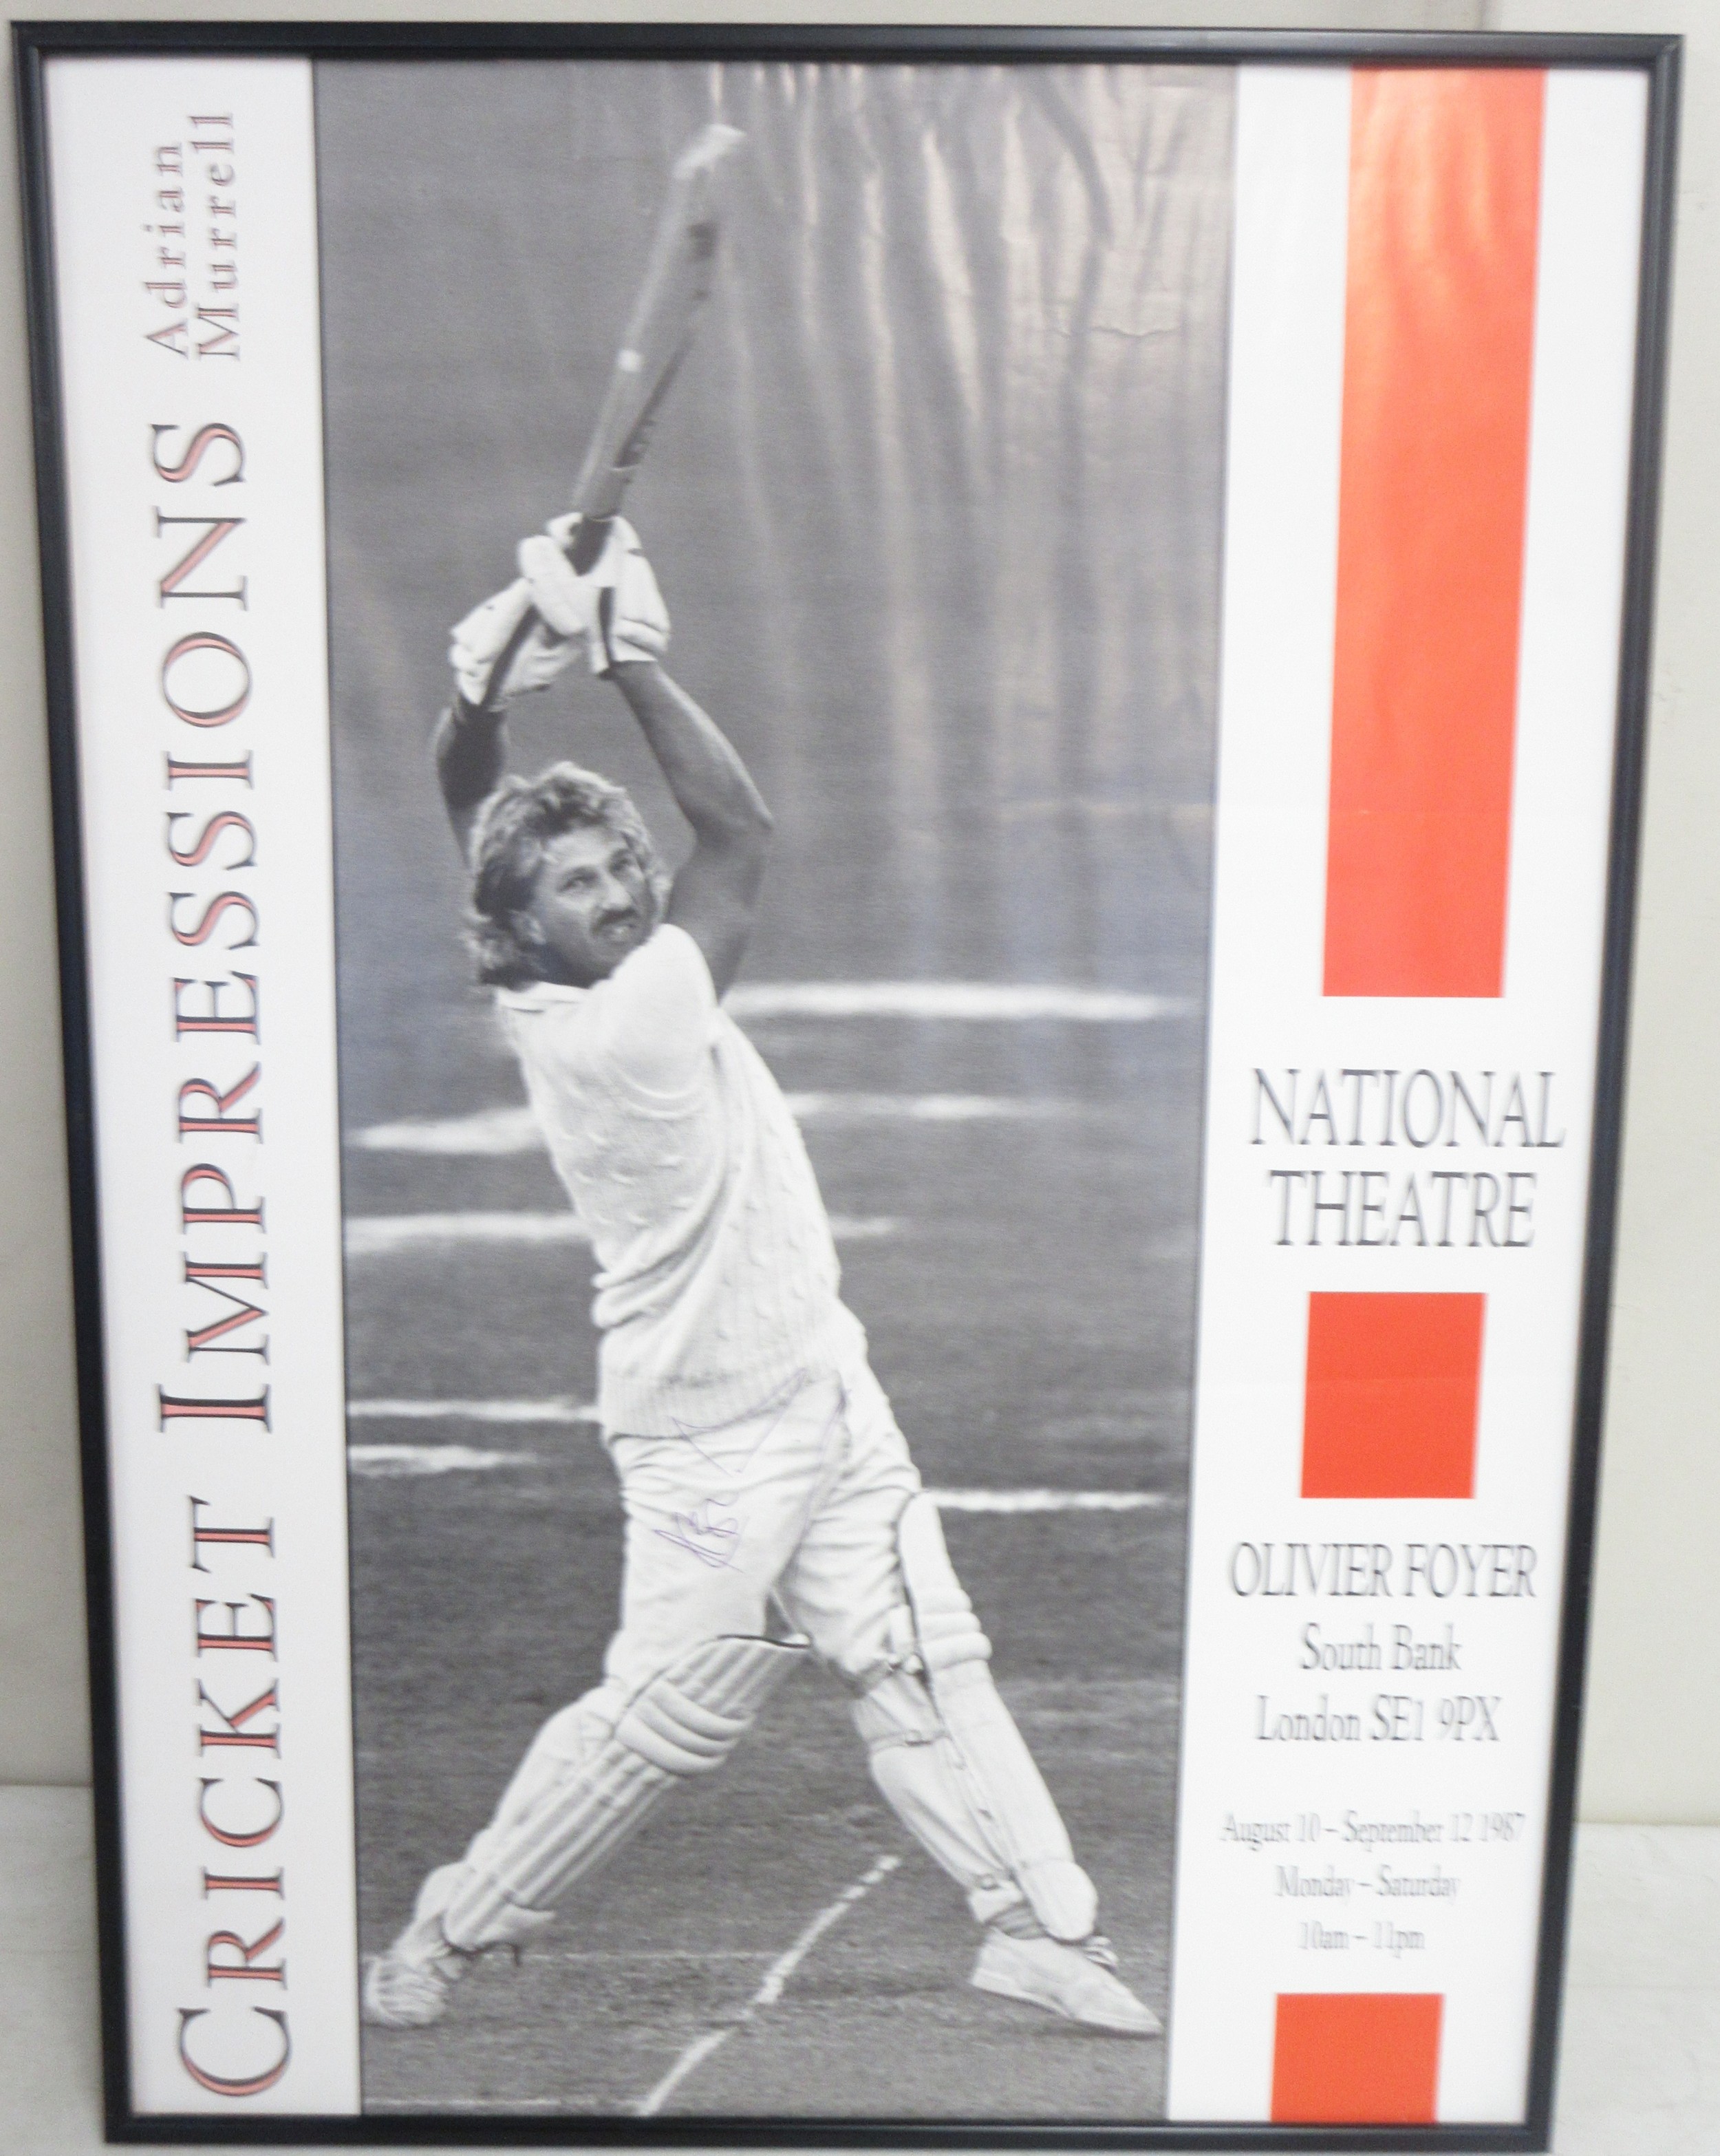 CRICKET IMPRESSIONS
Adrian
Murrell
NATIONAL
THEATRE
OLIVIER FOYER
South Bank
London SE1 9PX
August 10 – September 12 1987
Monday – Saturday
10am – 11pm